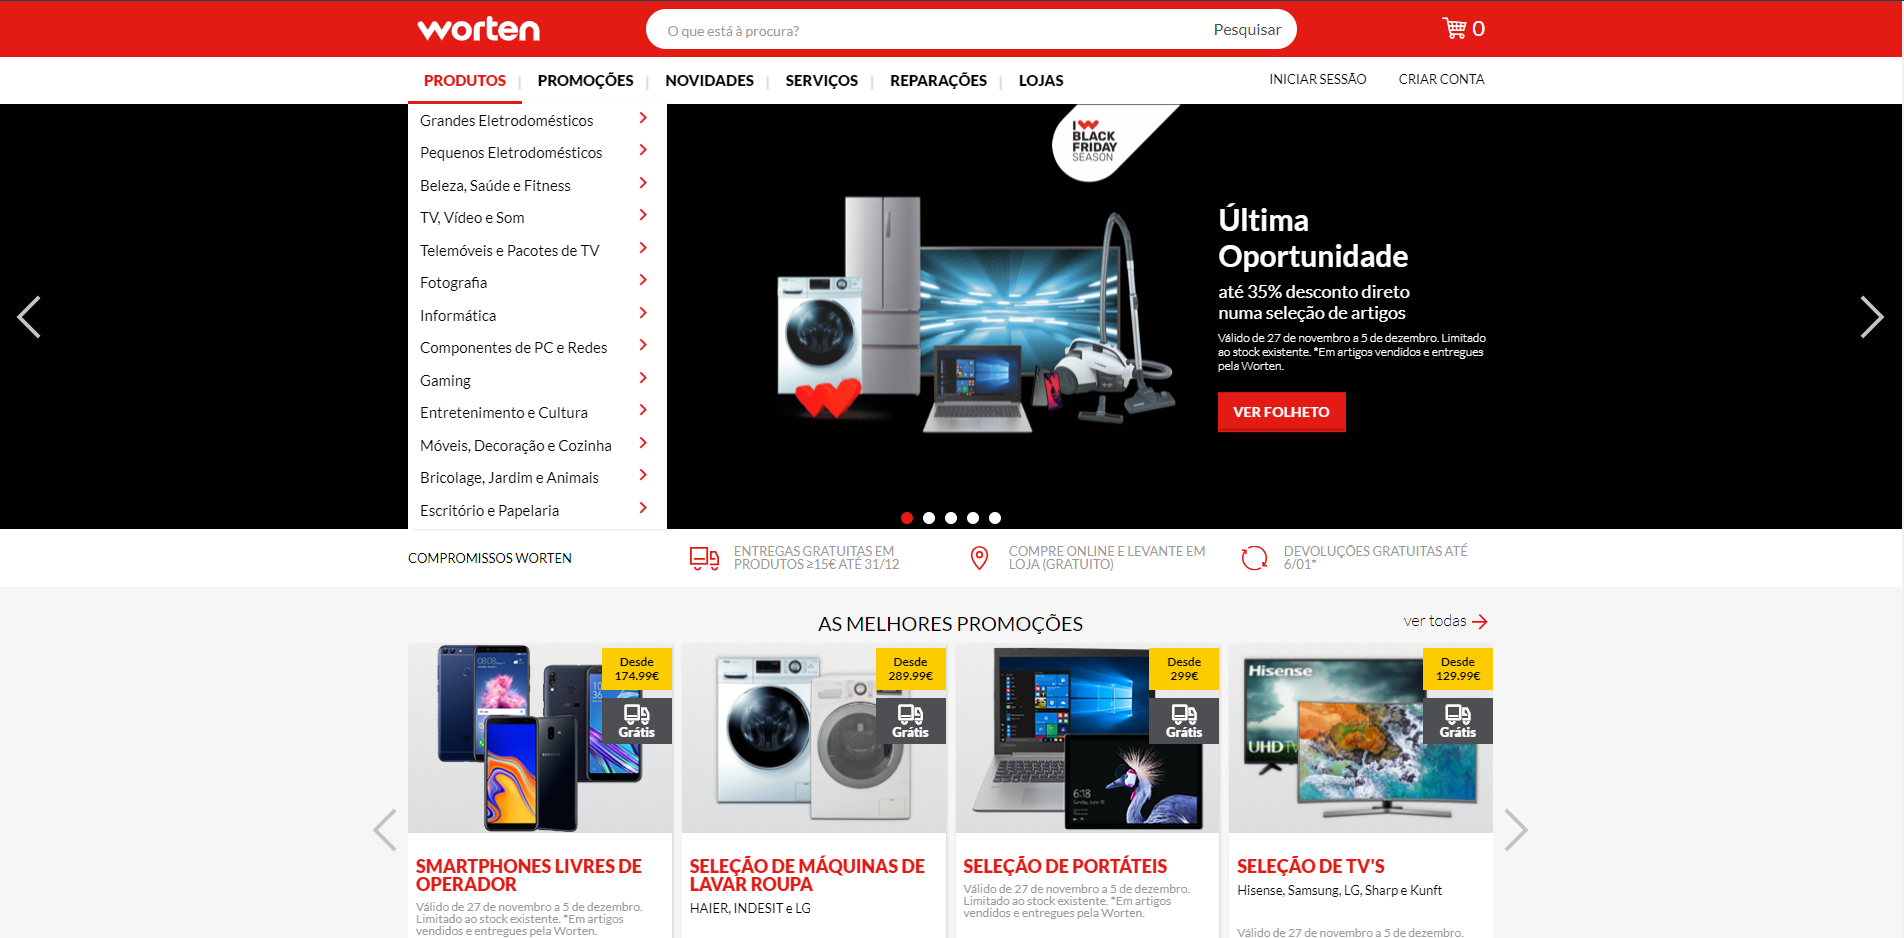 worten
O que está à procura?
Pesquisar
0
PRODUTOS | PROMOÇÕES | NOVIDADES | SERVIÇOS | REPARAÇÕES | LOJAS
INICIAR SESSÃO
CRIAR CONTA
Grandes Eletrodomésticos
Pequenos Eletrodomésticos
Beleza, Saúde e Fitness
TV, Vídeo e Som
Telemóveis e Pacotes de TV
Fotografia
Informática
Componentes de PC e Redes
Gaming
Entretenimento e Cultura
Móveis, Decoração e Cozinha
Bricolage, Jardim e Animais
Escritório e Papelaria
I
BLACK
FRIDAY
SEASON
Última
Oportunidade
até 35% desconto direto
numa seleção de artigos
Válido de 27 de novembro a 5 de dezembro. Limitado
ao stock existente. *Em artigos vendidos e entregues
pela Worten.
VER FOLHETO
COMPROMISSOS WORTEN
ENTREGAS GRATUITAS EM
PRODUTOS ≥15€ ATÉ 31/12
COMPRE ONLINE E LEVANTE EM
LOJA (GRATUITO)
DEVOLUÇÕES GRATUITAS ATÉ
6/01*
AS MELHORES PROMOÇÕES
ver todas
Desde
174.99€
Grátis
SMARTPHONES LIVRES DE
OPERADOR
Válido de 27 de novembro a 5 de dezembro.
Limitado ao stock existente. *Em artigos
vendidos e entregues pela Worten.
Desde
289.99€
Grátis
SELEÇÃO DE MÁQUINAS DE
LAVAR ROUPA
HAIER, INDESIT e LG
Desde
299€
Grátis
6:18
SELEÇÃO DE PORTÁTEIS
Válido de 27 de novembro a 5 de dezembro.
Limitado ao stock existente. *Em artigos
vendidos e entregues pela Worten.
Hisense
UHD TV
Desde
129.99€
Grátis
SELEÇÃO DE TV'S
Hisense, Samsung, LG, Sharp e Kunft
Válido de 27 de novembro a 5 de dezembro.